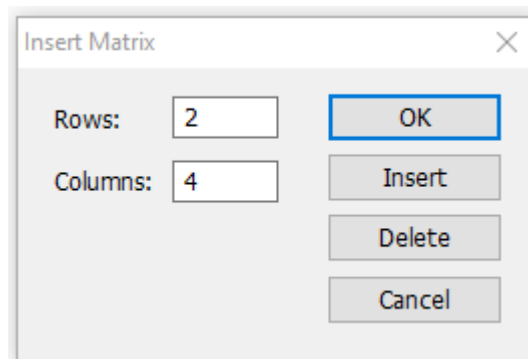 Insert Matrix
Rows: 2 OK
Columns: 4 Insert
Delete
Cancel